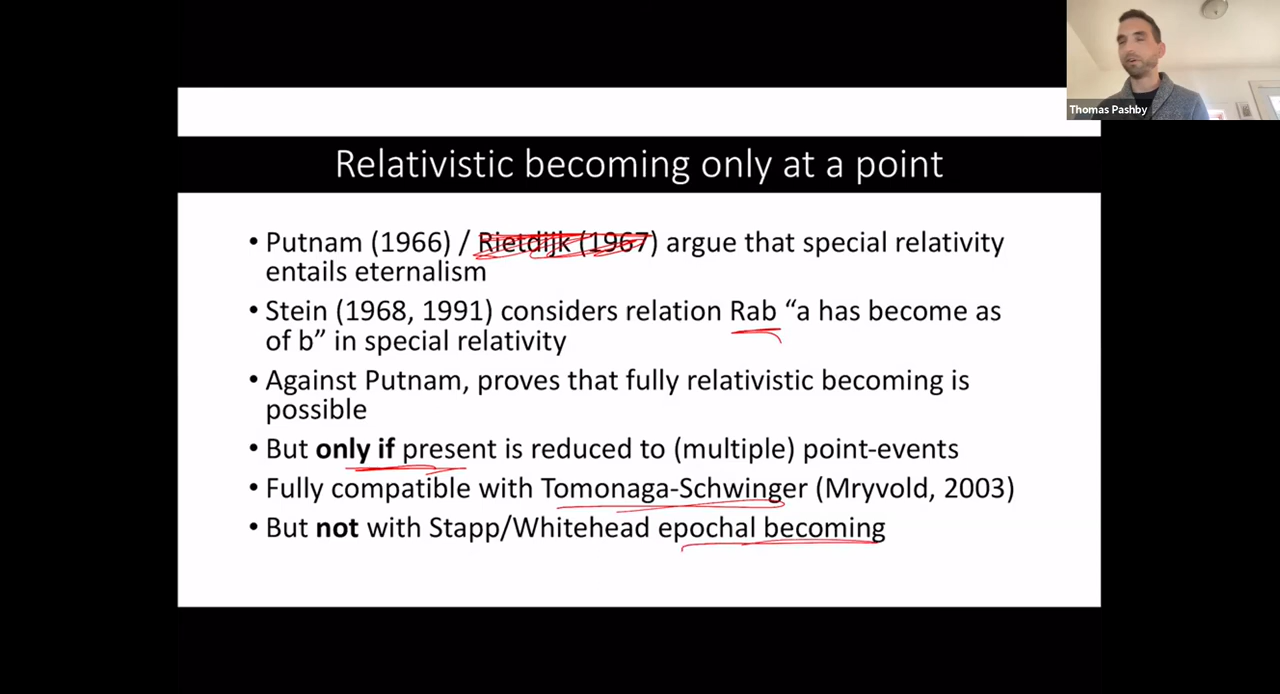 Thomas Pashby
Relativistic becoming only at a point
• Putnam (1966) / Rietdijk (1967) argue that special relativity
entails eternalism
• Stein (1968, 1991) considers relation Rab “a has become as
of b” in special relativity
• Against Putnam, proves that fully relativistic becoming is
possible
• But only if present is reduced to (multiple) point-events
• Fully compatible with Tomonaga-Schwinger (Mryvold, 2003)
• But not with Stapp/Whitehead epochal becoming